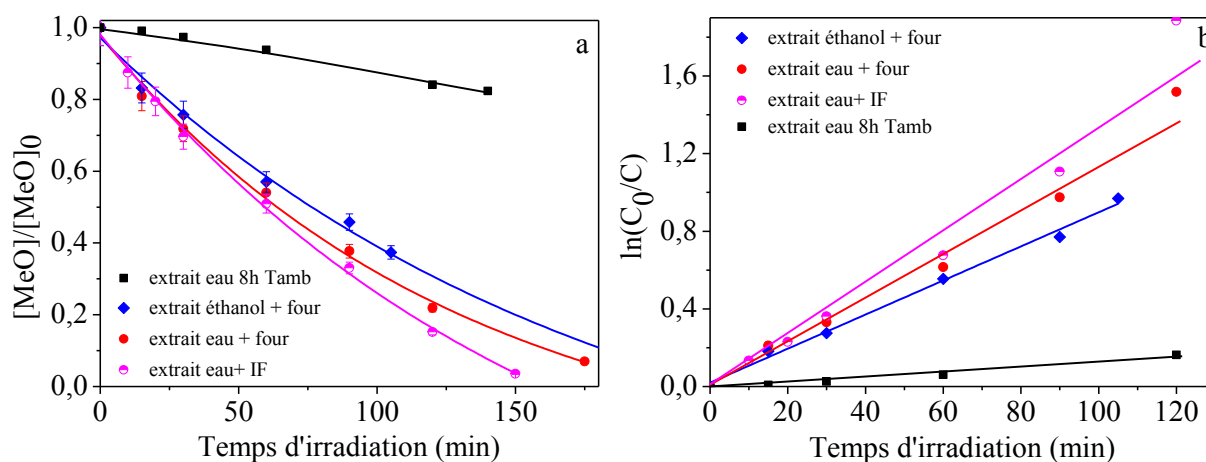 a
[MeO]/[MeO]0
1,0
0,8
0,6
0,4
0,2
0,0
extrait eau 8h Tamb
extrait éthanol + four
extrait eau + four
extrait eau+ IF
0
50
100
150
Temps d'irradiation (min)
b
ln(C0/C)
1,6
1,2
0,8
0,4
0,0
extrait éthanol + four
extrait eau + four
extrait eau+ IF
extrait eau 8h Tamb
0
20
40
60
80
100
120
Temps d'irradiation (min)